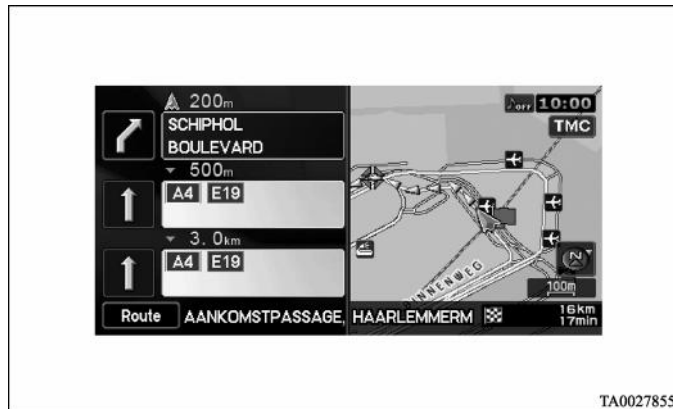 200m
SCHIPHOL
BOULEVARD
500m
A4 E19
3.0km
A4 E19
Route
AANKOMSTPASSAGE, HAARLEMMERM
OFF
10:00
TMC
100m
16km
17min
TA0027855